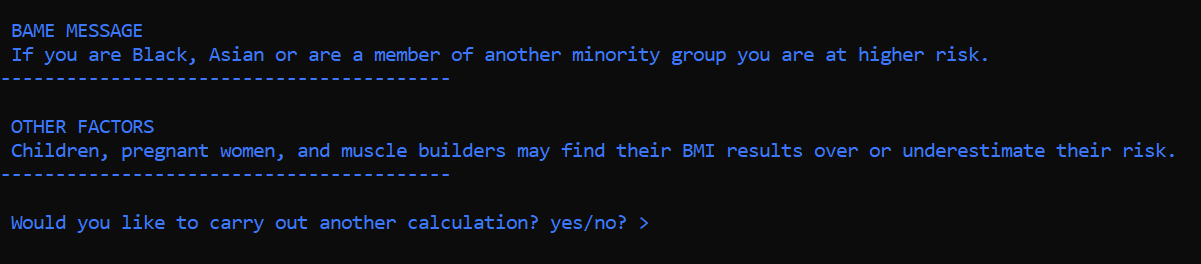 BAME MESSAGE
If you are Black, Asian or are a member of another minority group you are at higher risk.
-----------------------------------------
OTHER FACTORS
Children, pregnant women, and muscle builders may find their BMI results over or underestimate their risk.
-----------------------------------------
Would you like to carry out another calculation? yes/no? >